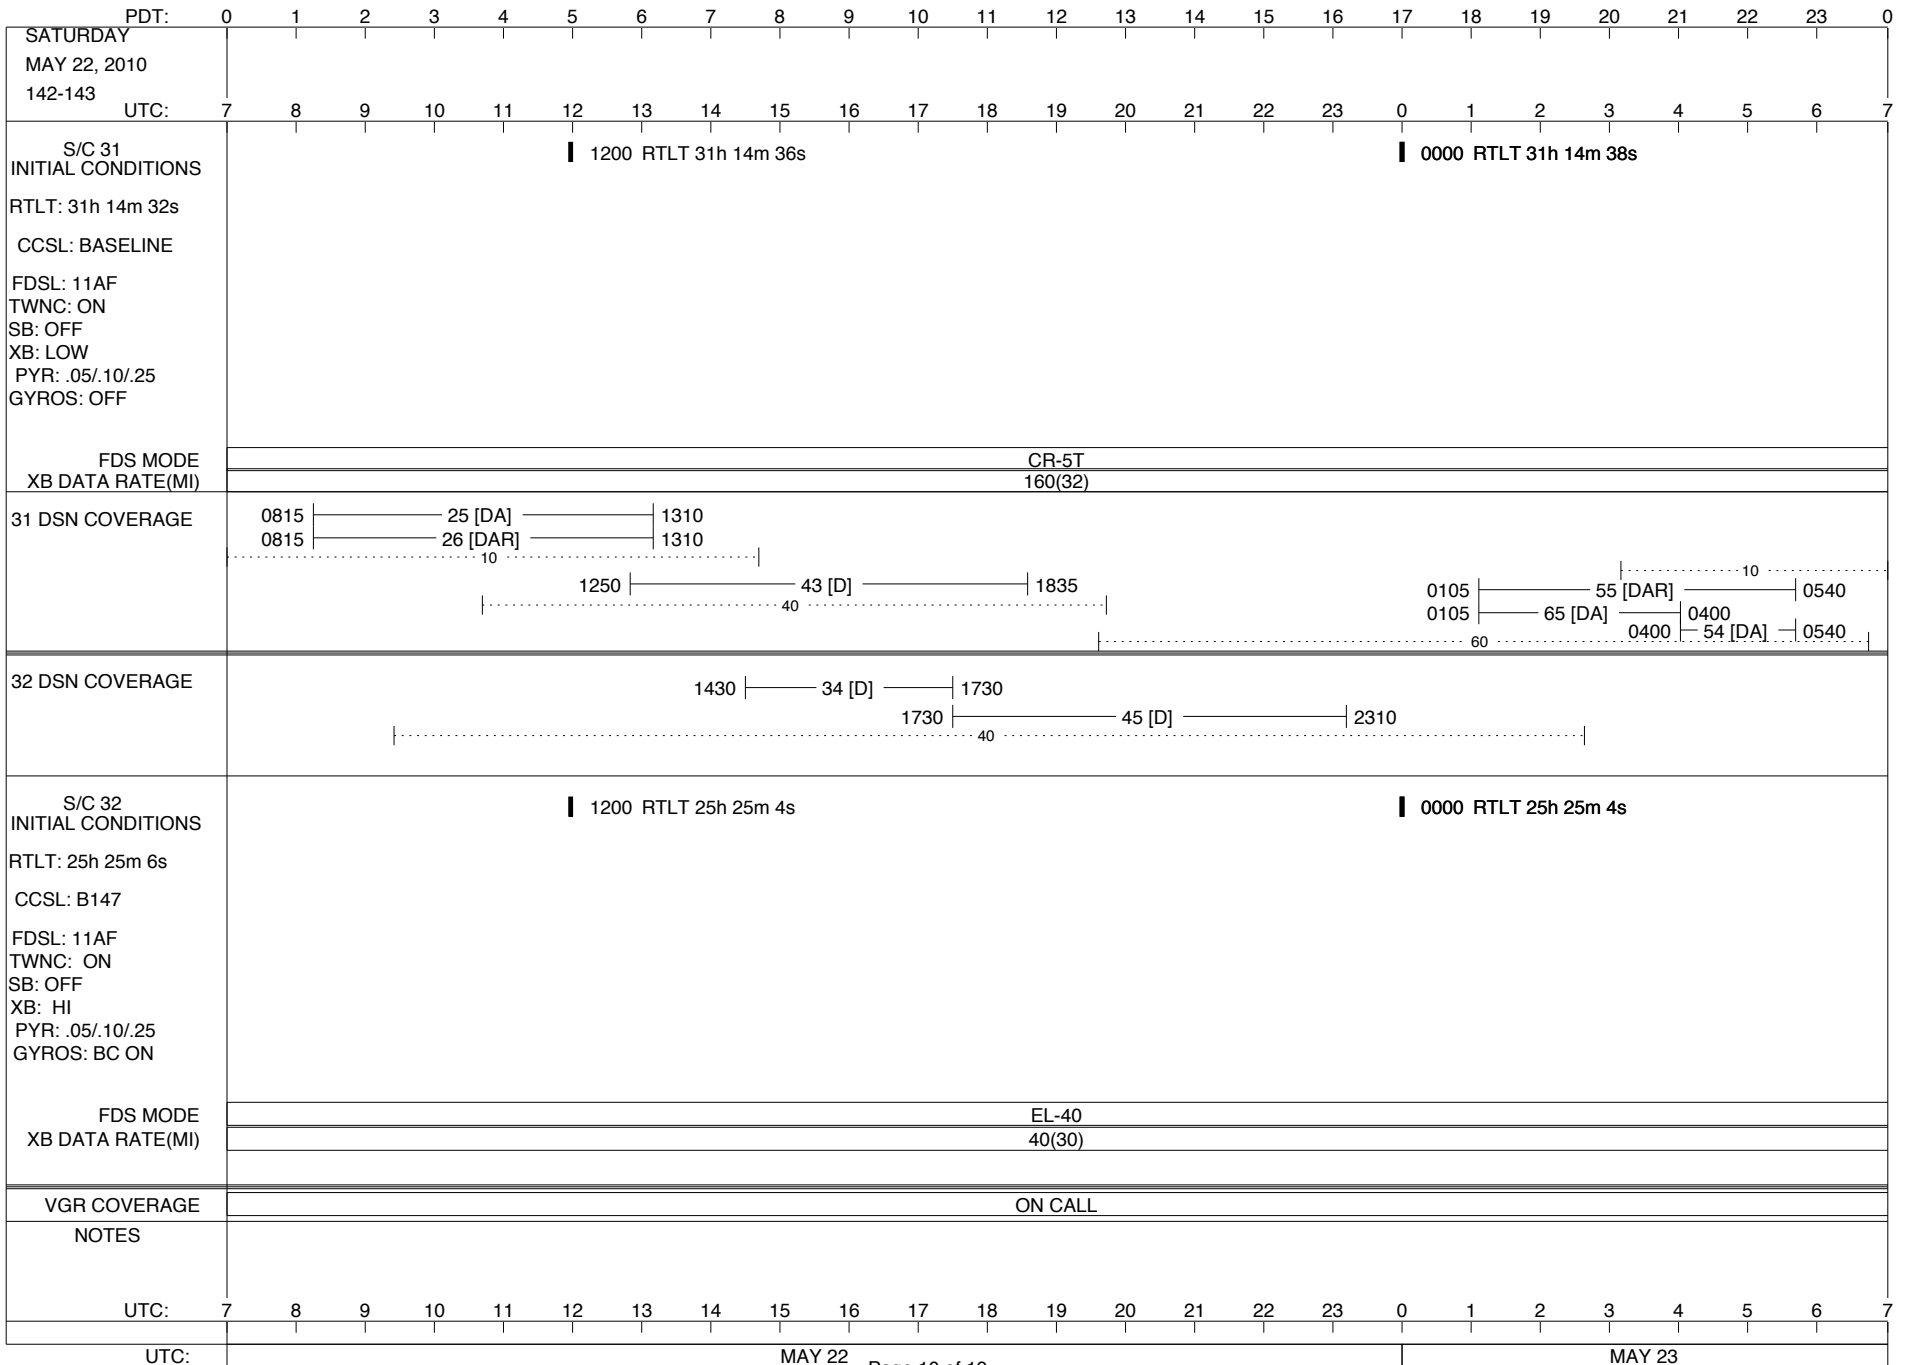 PDT: 0 1 2 3 4 5 6 7 8 9 10 11 12 13 14 15 16 17 18 19 20 21 22 23 0
SATURDAY
MAY 22, 2010
142-143
UTC: 7 8 9 10 11 12 13 14 15 16 17 18 19 20 21 22 23 0 1 2 3 4 5 6 7
S/C 31
INITIAL CONDITIONS
1200 RTLT 31h 14m 36s
0000 RTLT 31h 14m 38s
RTLT: 31h 14m 32s
CCSL: BASELINE
FDSL: 11AF
TWNC: ON
SB: OFF
XB: LOW
PYR: .05/.10/.25
GYROS: OFF
FDS MODE CR-5T
XB DATA RATE(MI) 160(32)
31 DSN COVERAGE
0815 25 [DA] 1310
0815 26 [DAR] 1310
10
10
1250 43 [D] 1835
0105 55 [DAR] 0540
40
0105 65 [DA] 0400
0400 54 [DA] 0540
60
32 DSN COVERAGE
1430 34 [D] 1730
1730 45 [D] 2310
40
S/C 32
INITIAL CONDITIONS
1200 RTLT 25h 25m 4s
0000 RTLT 25h 25m 4s
RTLT: 25h 25m 6s
CCSL: B147
FDSL: 11AF
TWNC: ON
SB: OFF
XB: HI
PYR: .05/.10/.25
GYROS: BC ON
FDS MODE EL-40
XB DATA RATE(MI) 40(30)
VGR COVERAGE ON CALL
NOTES
UTC: 7 8 9 10 11 12 13 14 15 16 17 18 19 20 21 22 23 0 1 2 3 4 5 6 7
UTC: MAY 22 MAY 23